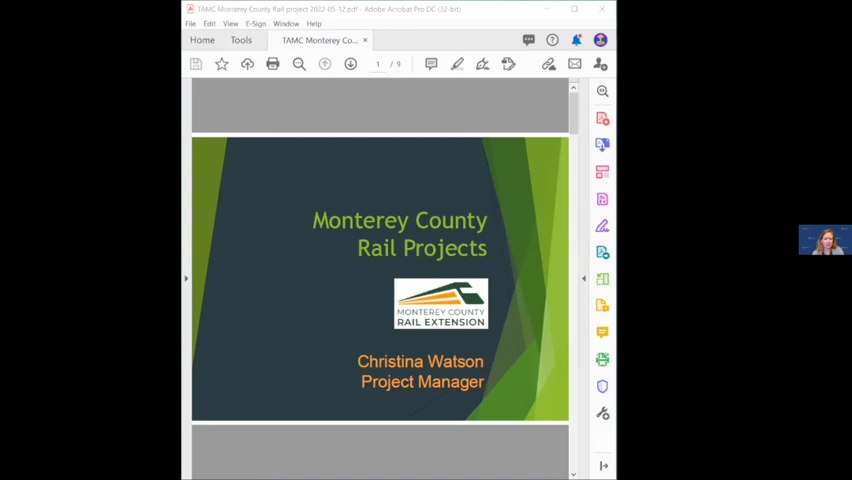 TAMC Monterey County Rail project 2022-05-12.pdf - Adobe Acrobat Pro DC (32-bit)
File Edit View E-Sign Window Help
Home Tools TAMC Monterey Co... ×
1 / 9
Monterey County
Rail Projects
MONTEREY COUNTY
RAIL EXTENSION
Christina Watson
Project Manager